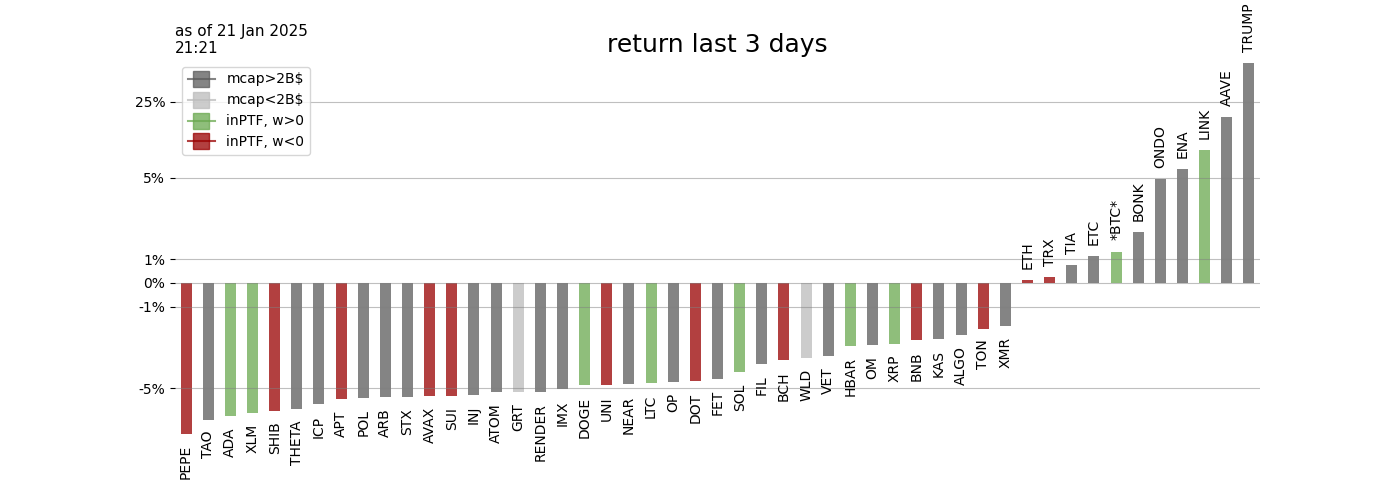 as of 21 Jan 2025
21:21
return last 3 days
mcap>2B$
mcap<2B$
inPTF, w>0
inPTF, w<0
25%
5%
1%
0%
-1%
-5%
PEPE
TAO
ADA
XLM
SHIB
THETA
ICP
APT
POL
ARB
STX
AVAX
SUI
INJ
ATOM
GRT
RENDER
IMX
DOGE
UNI
NEAR
LTC
OP
DOT
FET
SOL
FIL
BCH
WLD
VET
HBAR
OM
XRP
BNB
KAS
ALGO
TON
XMR
ETH
TRX
TIA
ETC
*BTC*
BONK
ONDO
ENA
LINK
AAVE
TRUMP